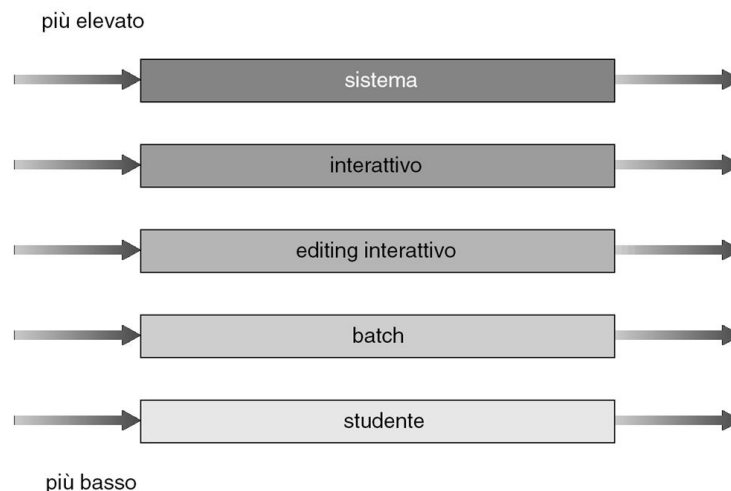 più elevato
sistema
interattivo
editing interattivo
batch
studente
più basso